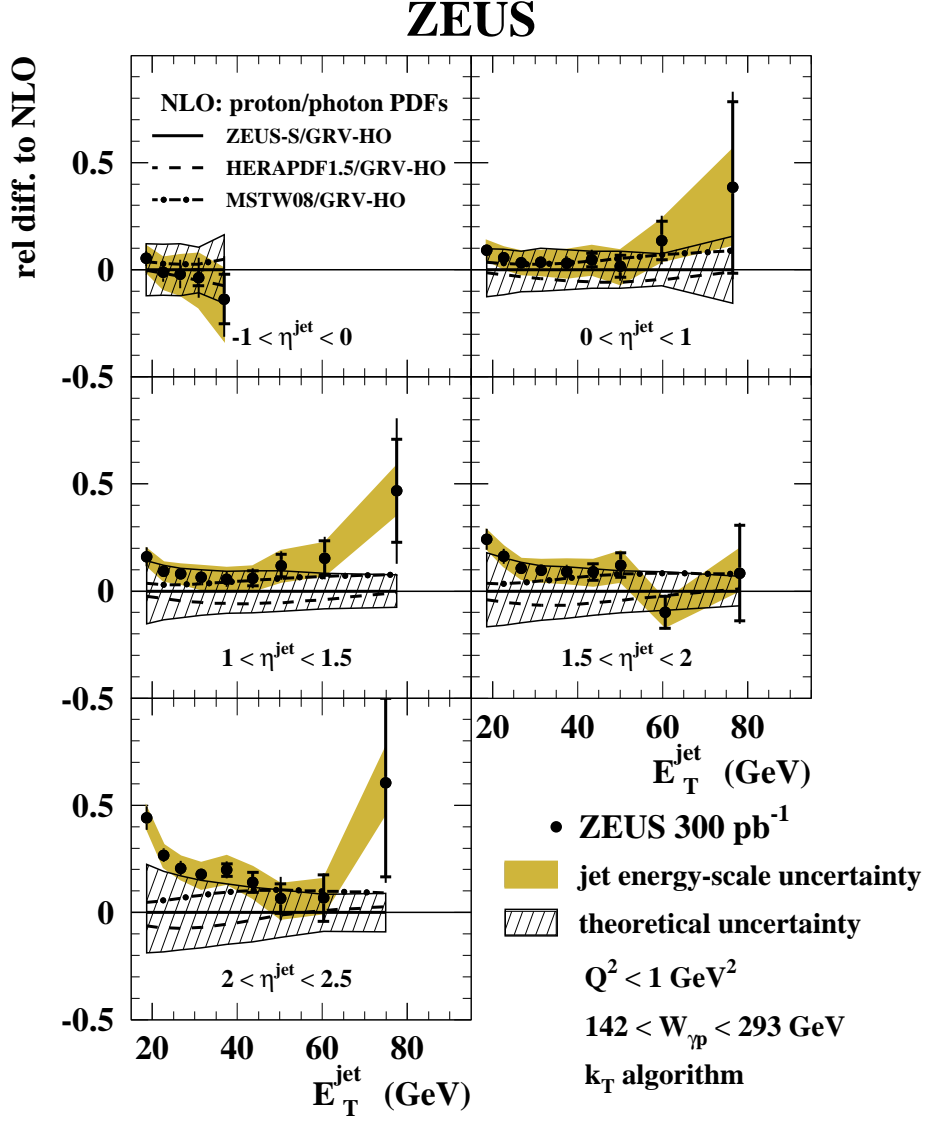 ZEUS
rel diff. to NLO
NLO: proton/photon PDFs
ZEUS-S/GRV-HO
HERAPDF1.5/GRV-HO
MSTW08/GRV-HO
0.5
0
-0.5
-1 < η^jet < 0
0 < η^jet < 1
0.5
0
-0.5
1 < η^jet < 1.5
1.5 < η^jet < 2
20 40 60 80
E_T^jet (GeV)
0.5
0
-0.5
2 < η^jet < 2.5
20 40 60 80
E_T^jet (GeV)
ZEUS 300 pb^-1
jet energy-scale uncertainty
theoretical uncertainty
Q^2 < 1 GeV^2
142 < W_γp < 293 GeV
k_T algorithm